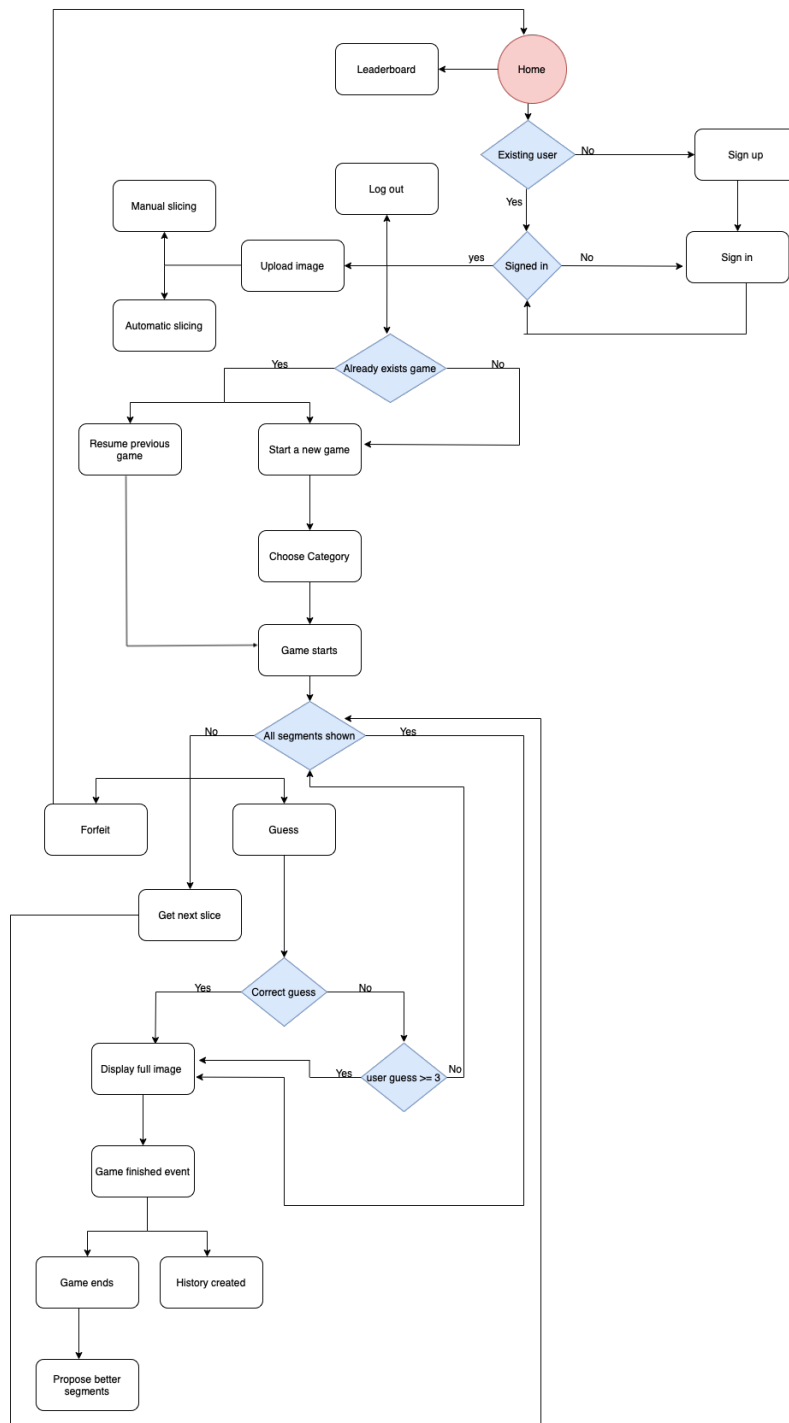 Home
Leaderboard
Existing user
No
Sign up
Yes
Log out
Manual slicing
Upload image
yes
Signed in
No
Sign in
Automatic slicing
Yes
Already exists game
No
Resume previous
game
Start a new game
Choose Category
Game starts
No
All segments shown
Yes
Forfeit
Guess
Get next slice
Yes
Correct guess
No
Display full image
Yes
user guess >= 3
No
Game finished event
Game ends
History created
Propose better
segments